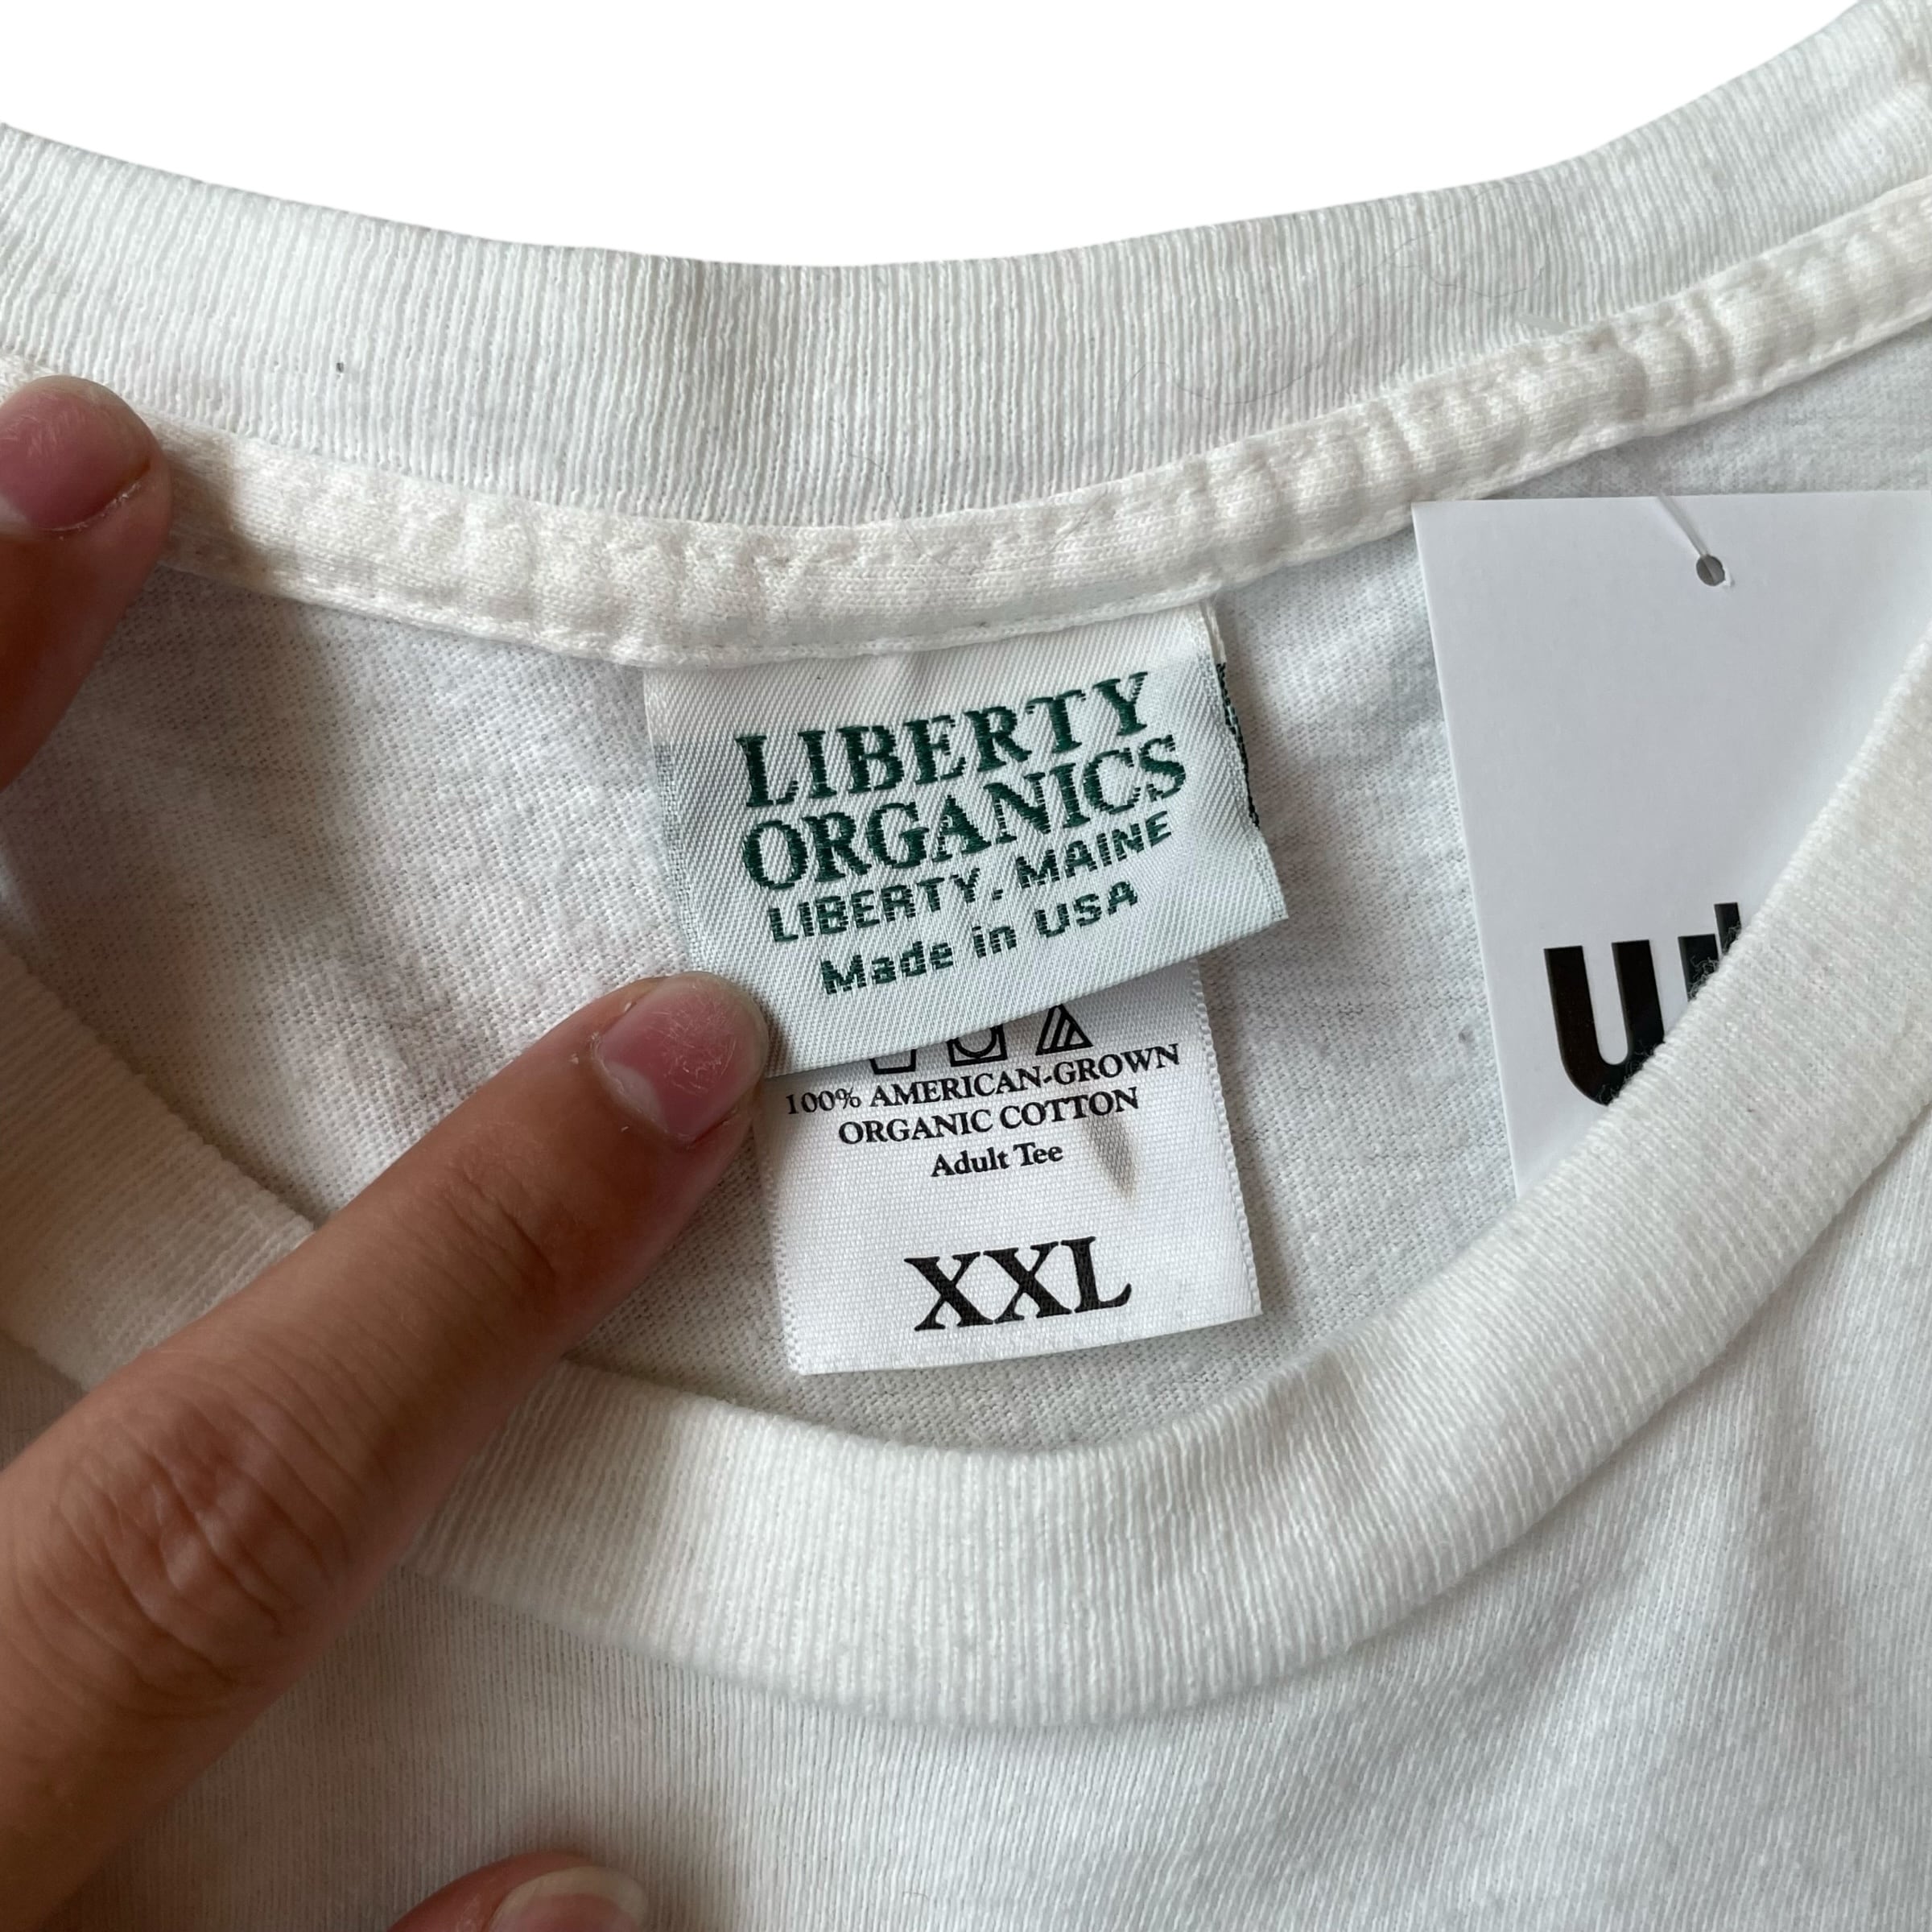 LIBERTY
ORGANICS
LIBERTY, MAINE
Made in USA
100% AMERICAN-GROWN
ORGANIC COTTON
Adult Tee
XXL